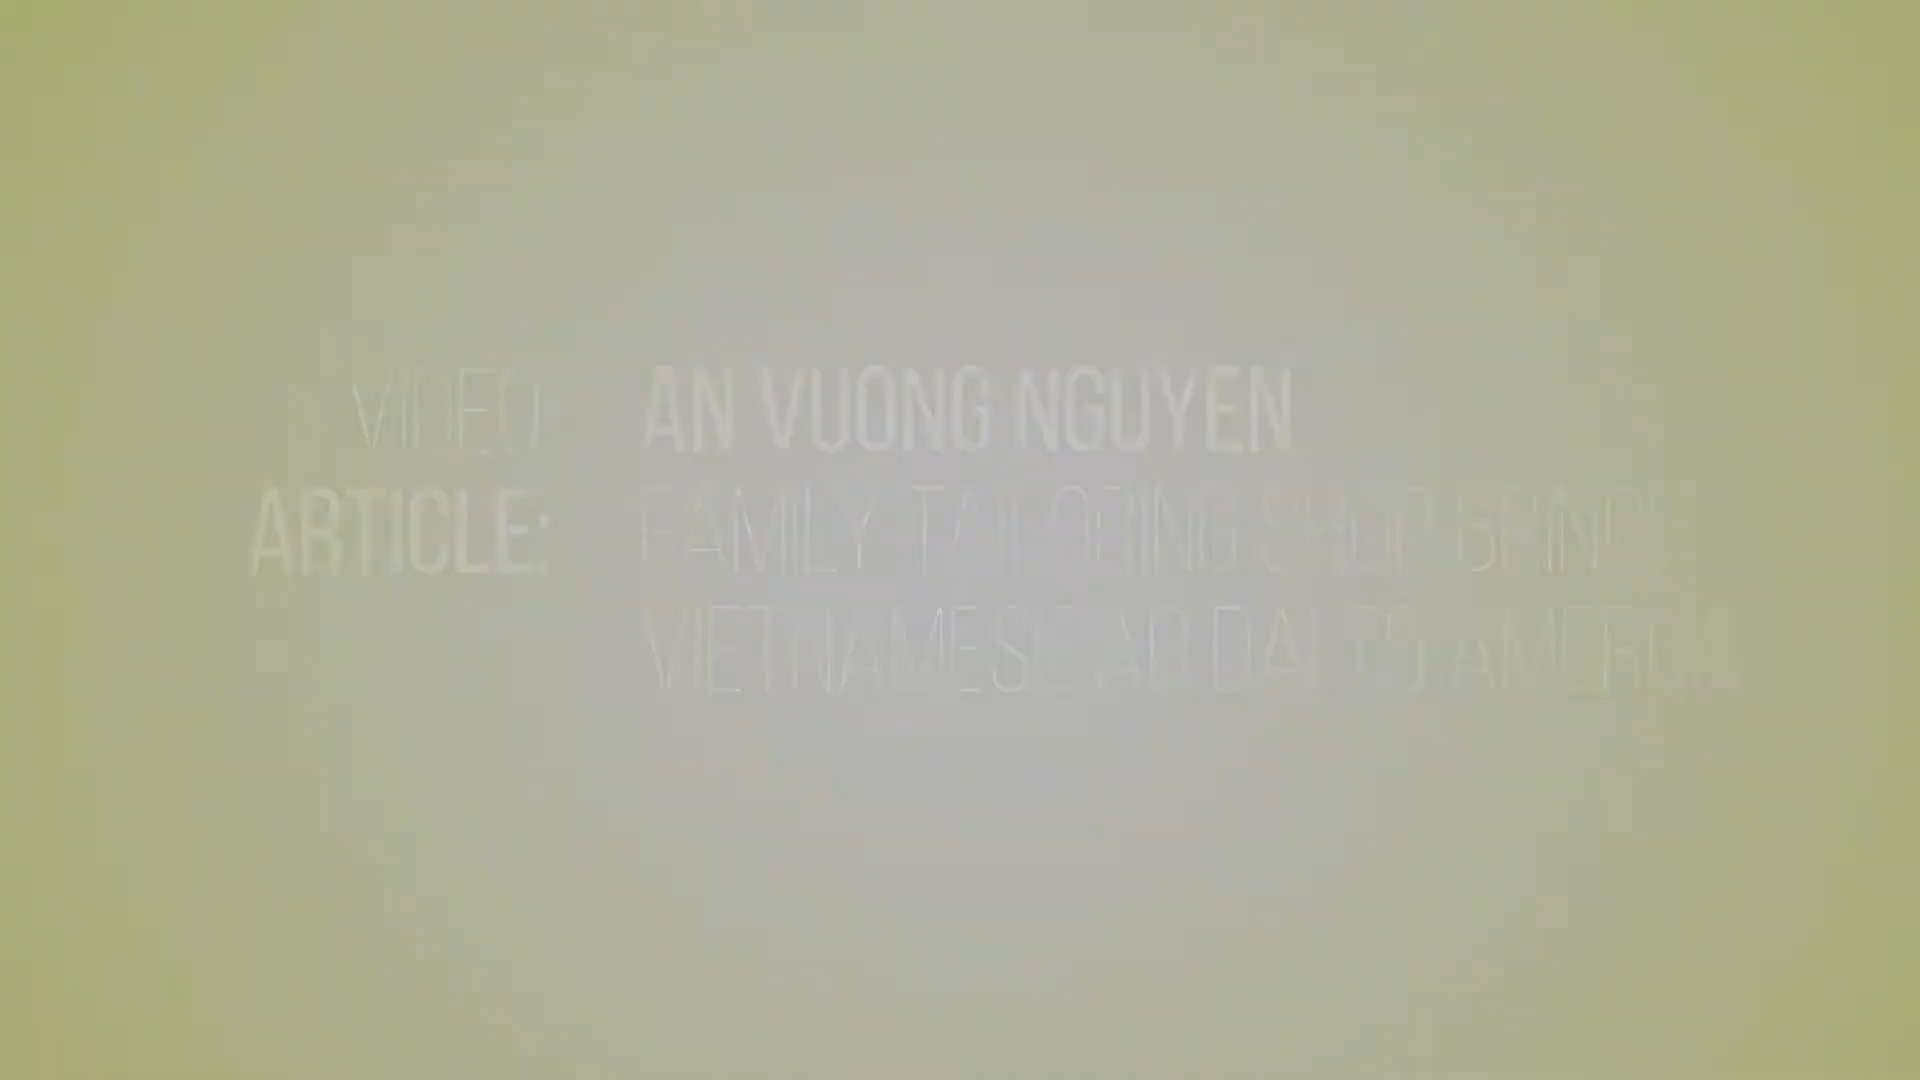 VIDEO AN VUONG NGUYEN
ARTICLE: FAMILY TAILORING SHOP BRINGS
VIETNAMESE AO DAI TO AMERICA